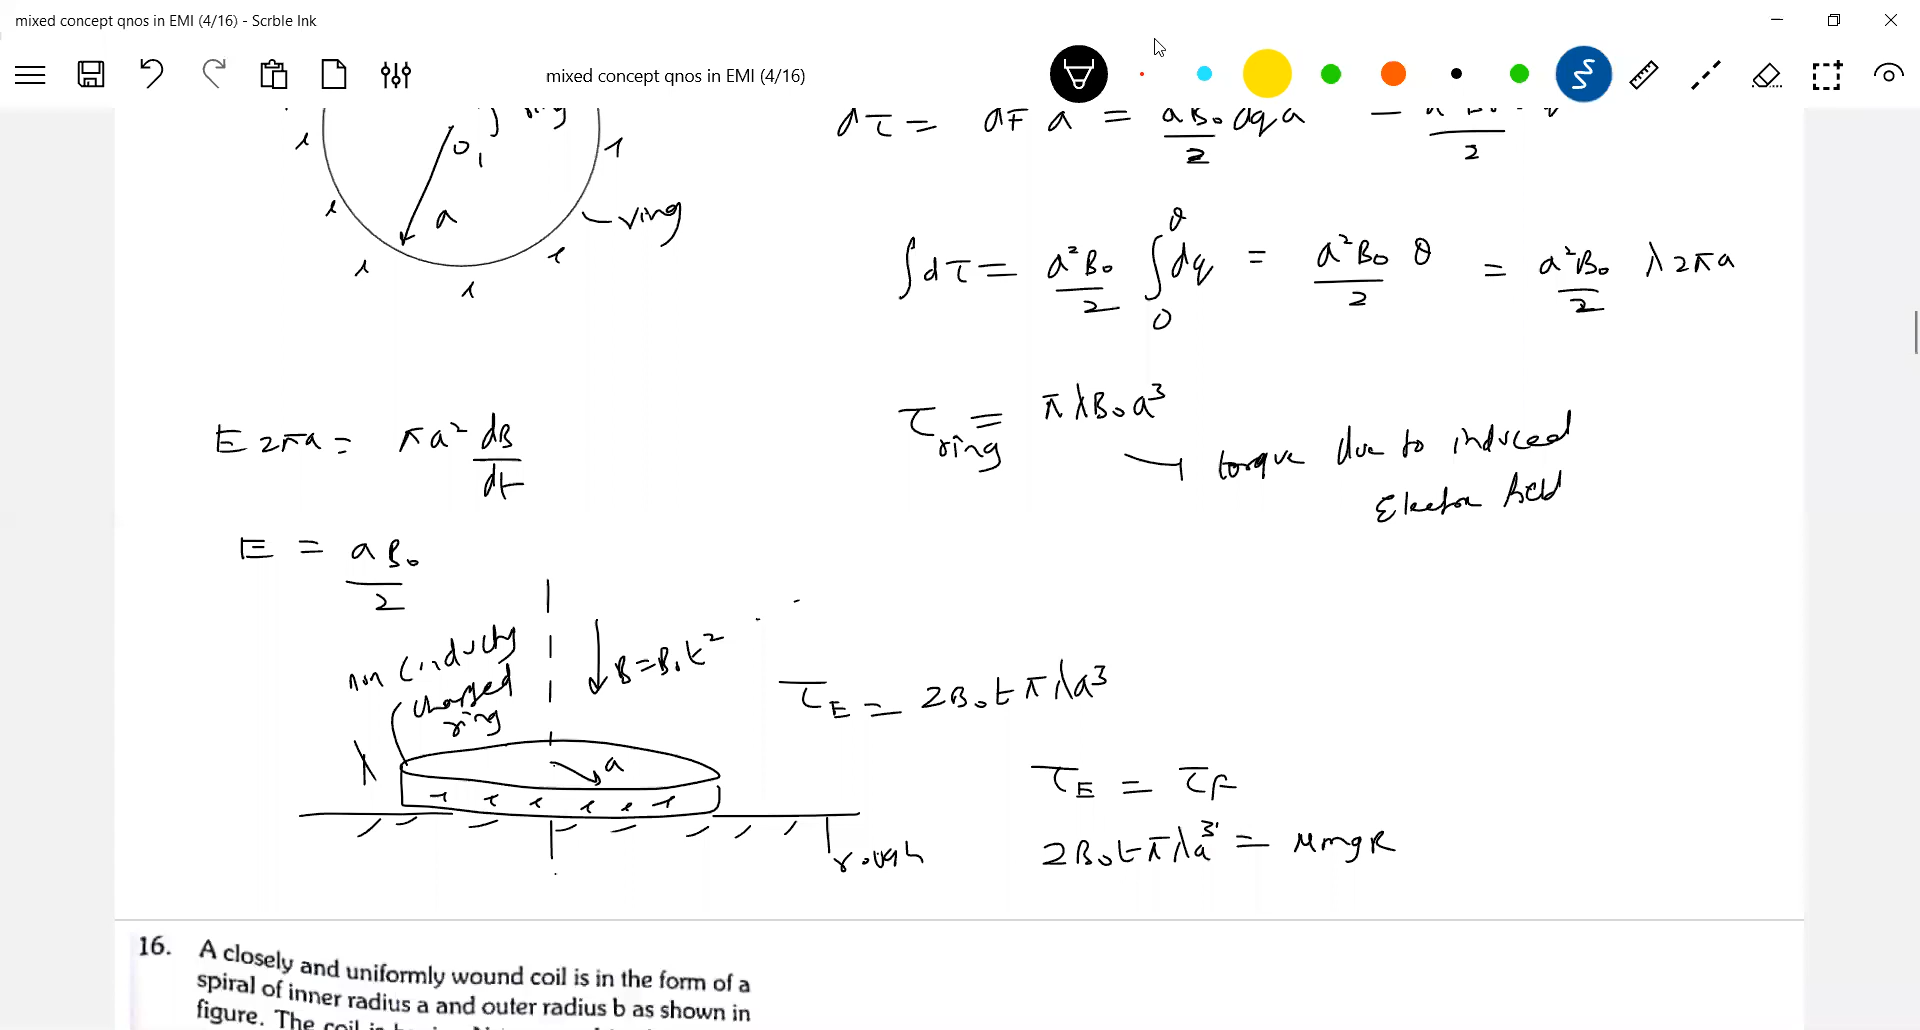 mixed concept qnos in EMI (4/16) - Scrble Ink
mixed concept qnos in EMI (4/16)
ring
O
a
ring
dτ = dF a = aB₀/2 dq a =
∫dτ = a²B₀/2 ∫₀^Q dq = a²B₀/2 Q = a²B₀/2 λ2πa
τ ring = πλB₀a³
→ torque due to induced
Electric field
E 2πa = πa² dB/dt
E = aB₀/2
non conducting
charged
ring
B = B₀t²
λ
a
rough
τ_E = 2B₀tπλa³
τ_E = τ_f
2B₀tπλa³ = μmgR
16. A closely and uniformly wound coil is in the form of a
spiral of inner radius a and outer radius b as shown in
figure. The coil